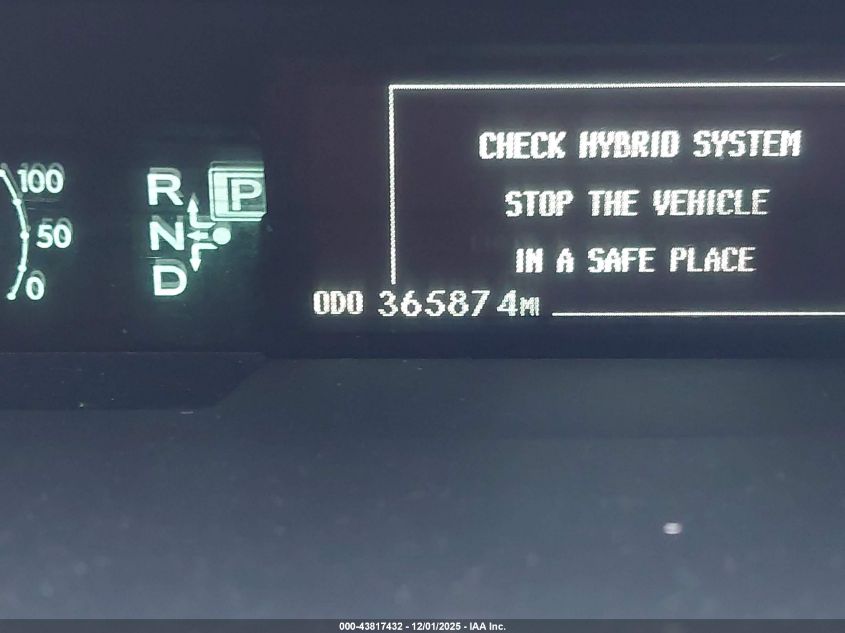 100
50
0
R
N
D
P
CHECK HYBRID SYSTEM
STOP THE VEHICLE
IN A SAFE PLACE
ODO 365874MI
000-43817432 - 12/01/2025 - IAA Inc.